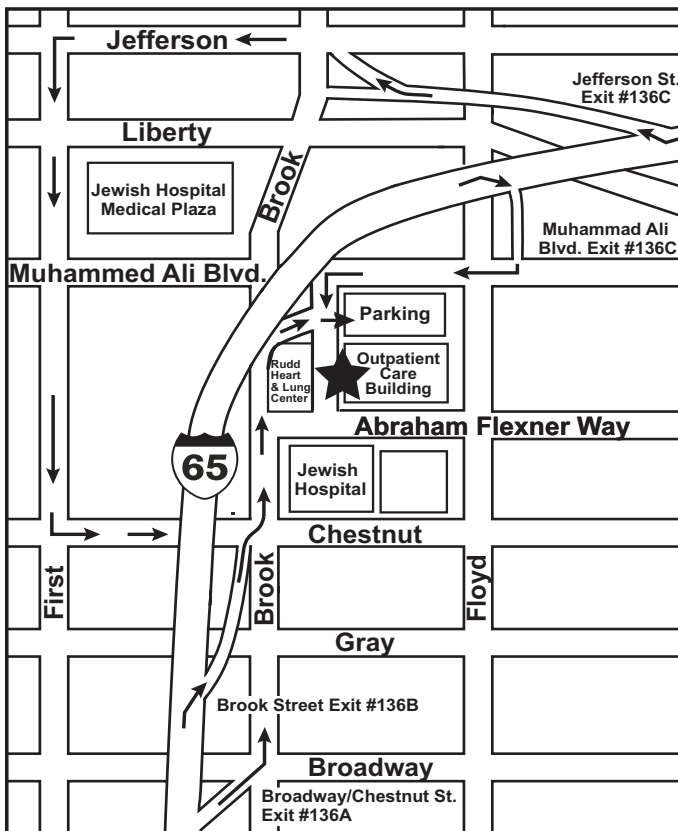 Jefferson
Jefferson St.
Exit #136C
Liberty
Brook
Jewish Hospital
Medical Plaza
Muhammad Ali
Blvd. Exit #136C
Muhammed Ali Blvd.
Parking
Rudd
Heart
& Lung
Center
Outpatient
Care
Building
Abraham Flexner Way
65
Jewish
Hospital
Chestnut
First
Brook
Floyd
Gray
Brook Street Exit #136B
Broadway
Broadway/Chestnut St.
Exit #136A